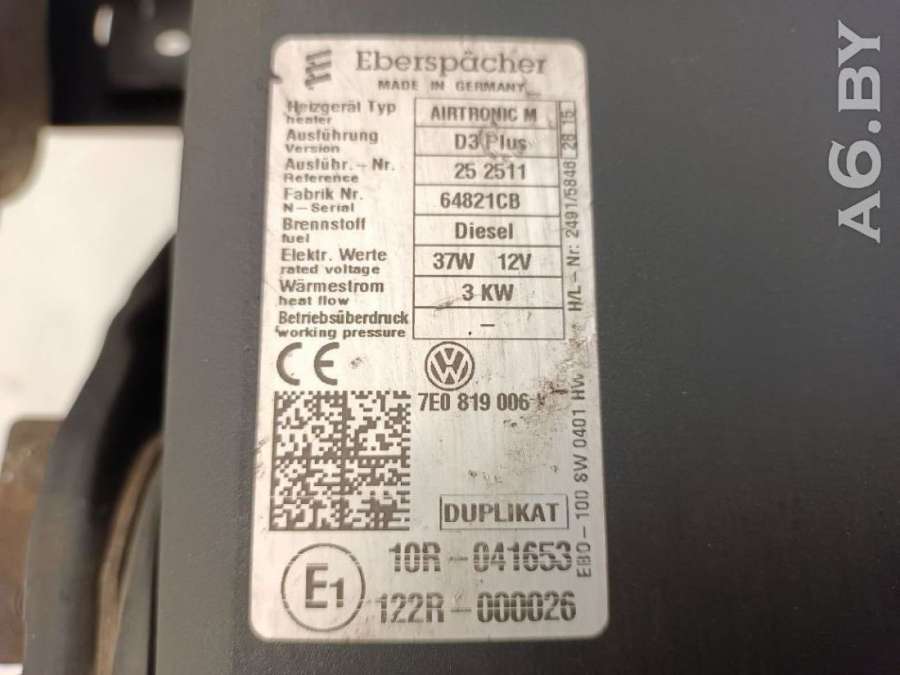 Eberspächer
MADE IN GERMANY
Heizgerät Typ
heater
AIRTRONIC M
Ausführung
Version
D3 Plus
Ausführ. - Nr.
Reference
25 2511
Fabrik Nr.
N - Serial
64821CB
Brennstoff
fuel
Diesel
Elektr. Werte
rated voltage
37W 12V
Wärmestrom
heat flow
3 KW
Betriebsüberdruck
working pressure
-
CE
7E0 819 006
DUPLIKAT
E1
10R - 041653
122R - 000026
EBO - 100 SW 0401 HW
H/L - Nr: 2491/5846 28 15
A6.BY